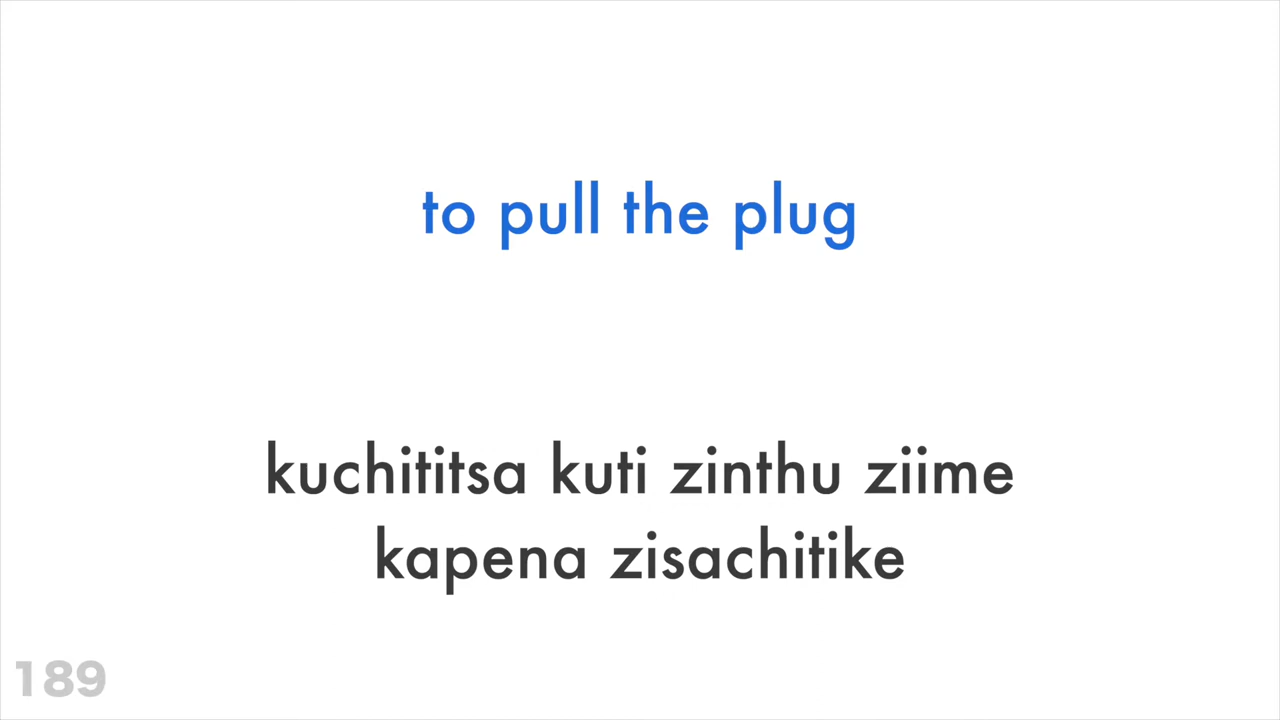 to pull the plug
kuchititsa kuti zinthu ziime
kapena zisachitike
189